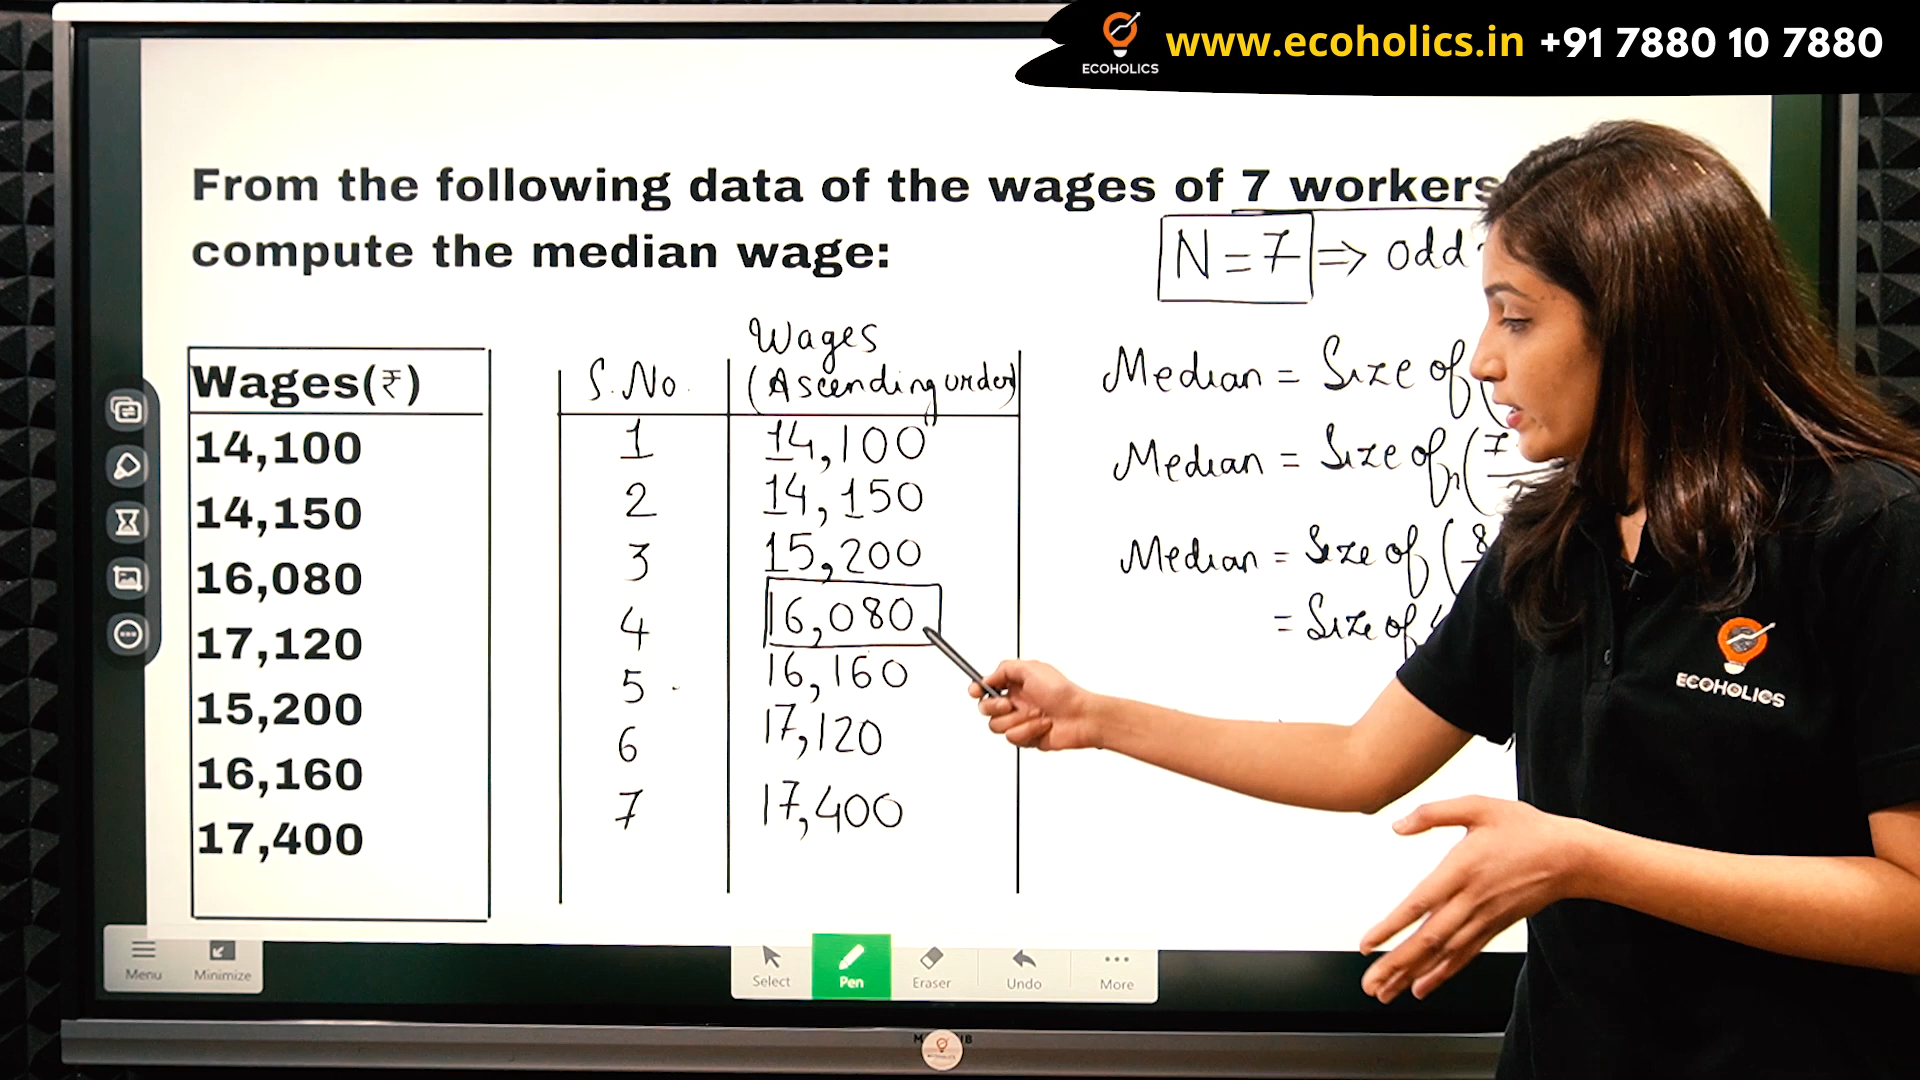 www.ecoholics.in +91 7880 10 7880
ECOHOLICS
From the following data of the wages of 7 workers
compute the median wage:
N = 7 ⇒ odd
Wages(₹)
14,100
14,150
16,080
17,120
15,200
16,160
17,400
S.No. Wages (Ascending order)
1 14,100
2 14,150
3 15,200
4 16,080
5 16,160
6 17,120
7 17,400
Median = Size of (
Median = Size of (7
Median = Size of (8
= Size of
ECOHOLICS
Menu Minimize
Select Pen Eraser Undo More